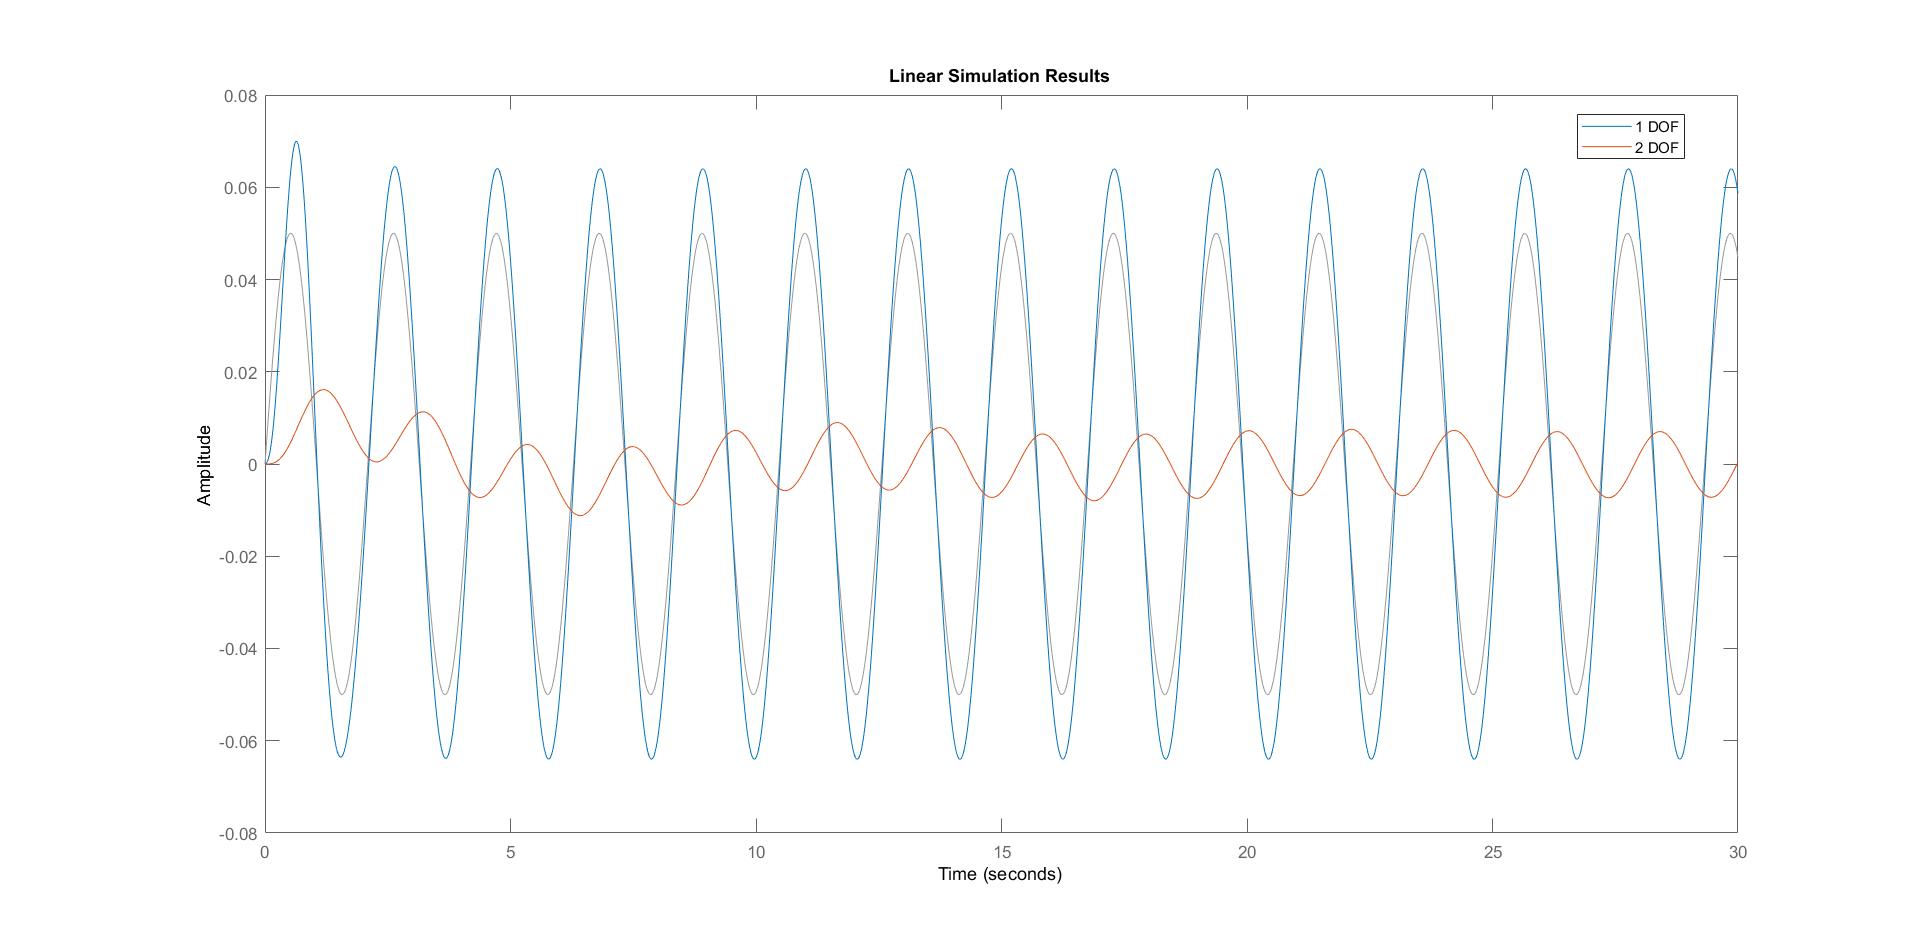 Linear Simulation Results
1 DOF
2 DOF
Amplitude
0.08
0.06
0.04
0.02
0
-0.02
-0.04
-0.06
-0.08
0 5 10 15 20 25 30
Time (seconds)